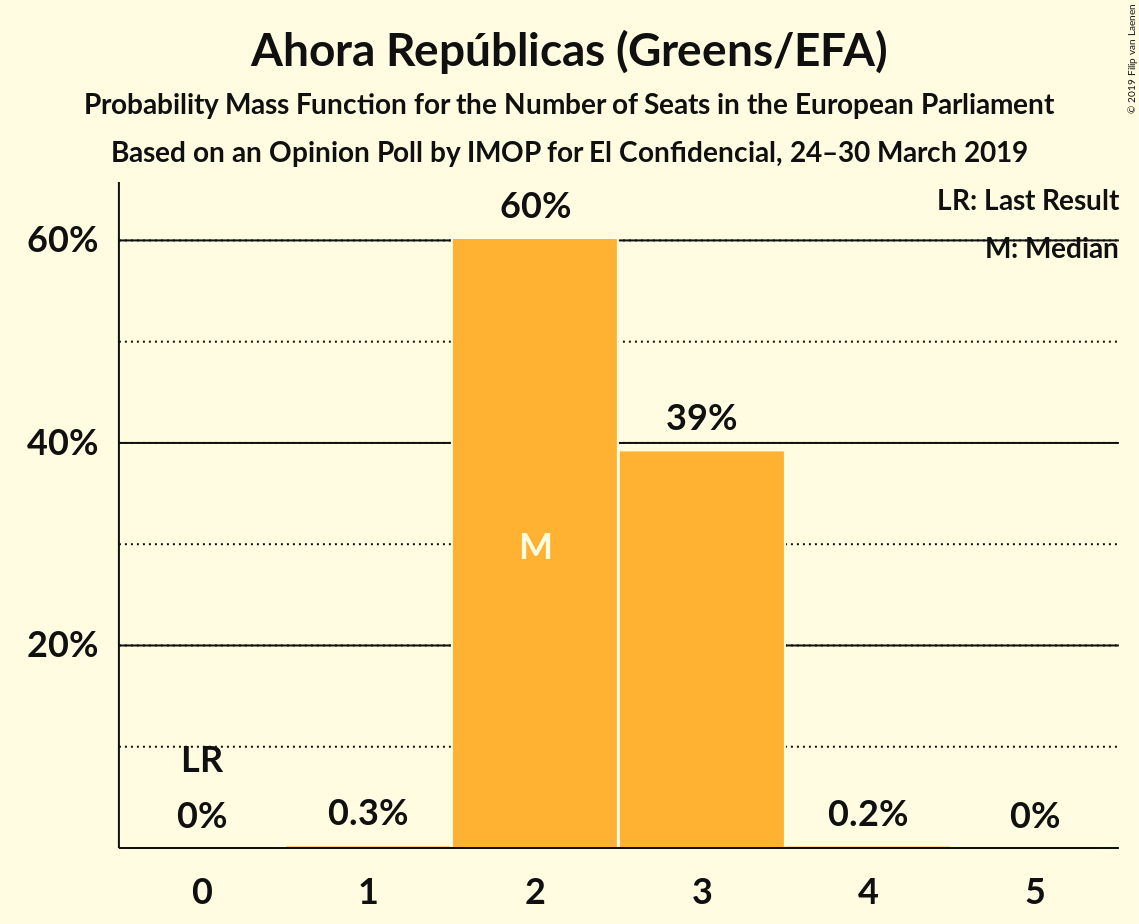 Ahora Repúblicas (Greens/EFA)
Probability Mass Function for the Number of Seats in the European Parliament
Based on an Opinion Poll by IMOP for El Confidencial, 24–30 March 2019
© 2019 Filip van Laenen
LR: Last Result
M: Median
60%
40%
20%
60%
39%
M
LR
0%
0.3%
0.2%
0%
0
1
2
3
4
5